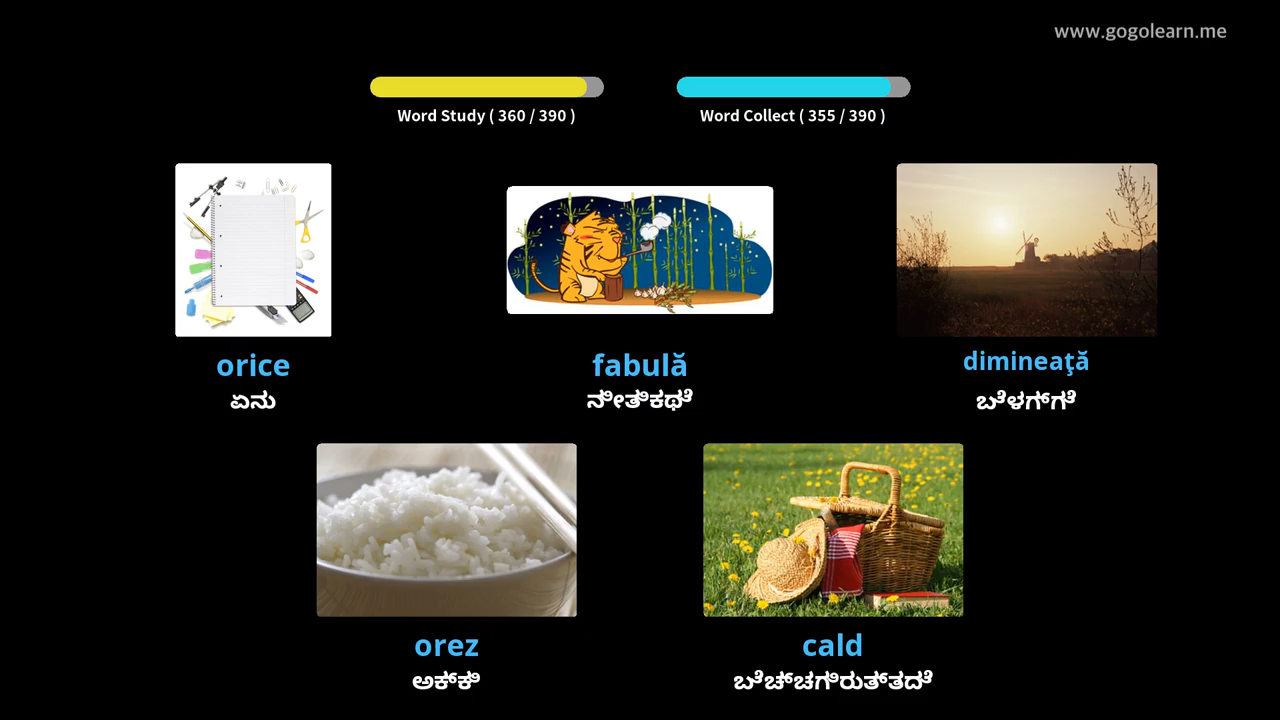 www.gogolearn.me
Word Study ( 360 / 390 )
Word Collect ( 355 / 390 )
orice
ಏನು
fabulă
ನೀತಿಕಥೆ
dimineaţă
ಬೆಳಗ್ಗೆ
orez
ಅಕ್ಕಿ
cald
ಬೆಚ್ಚಗಿರುತ್ತದೆ